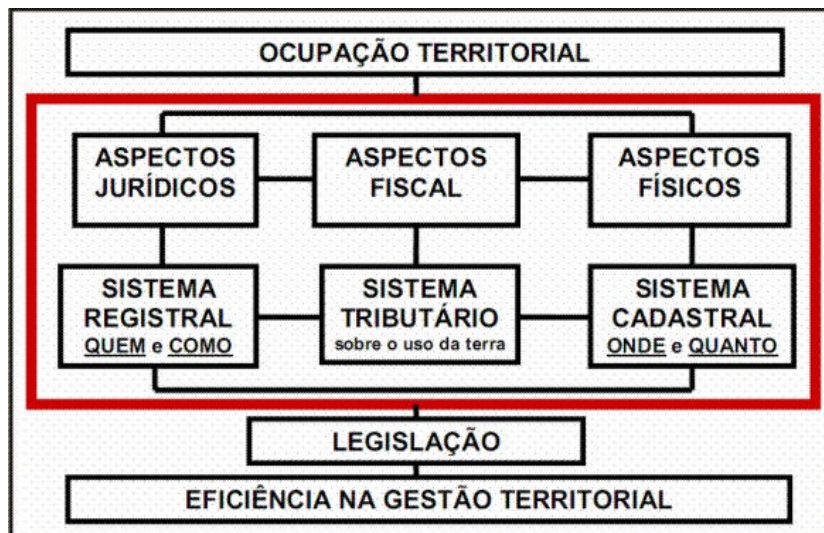 OCUPAÇÃO TERRITORIAL
ASPECTOS
JURÍDICOS
ASPECTOS
FISCAL
ASPECTOS
FÍSICOS
SISTEMA
REGISTRAL
QUEM e COMO
SISTEMA
TRIBUTÁRIO
sobre o uso da terra
SISTEMA
CADASTRAL
ONDE e QUANTO
LEGISLAÇÃO
EFICIÊNCIA NA GESTÃO TERRITORIAL